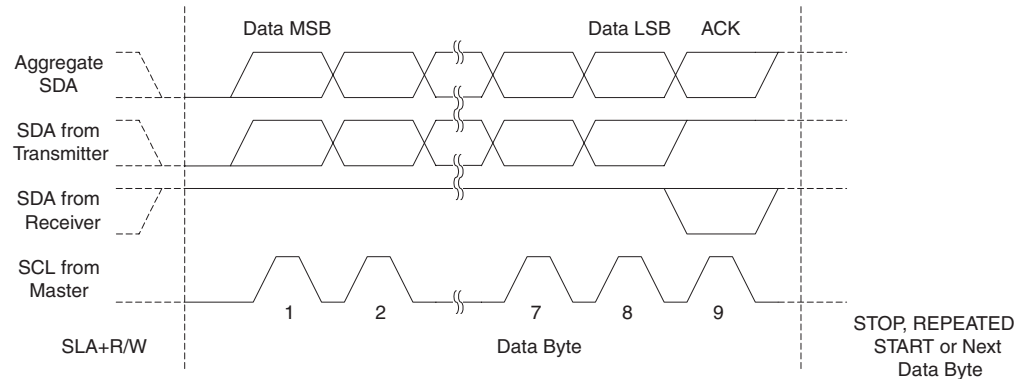 Data MSB
Data LSB
ACK
Aggregate
SDA
SDA from
Transmitter
SDA from
Receiver
SCL from
Master
1
2
7
8
9
SLA+R/W
Data Byte
STOP, REPEATED
START or Next
Data Byte